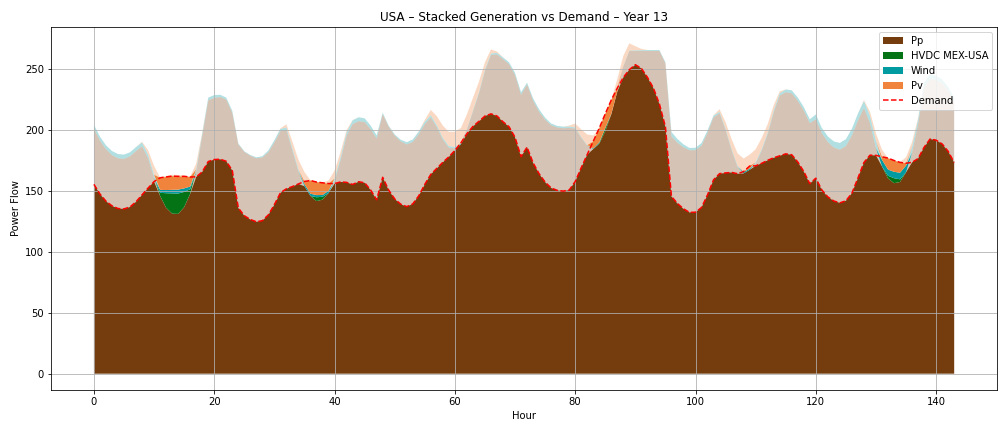 USA – Stacked Generation vs Demand – Year 13
Pp
HVDC MEX-USA
Wind
Pv
Demand
Power Flow
250
200
150
100
50
0
0 20 40 60 80 100 120 140
Hour